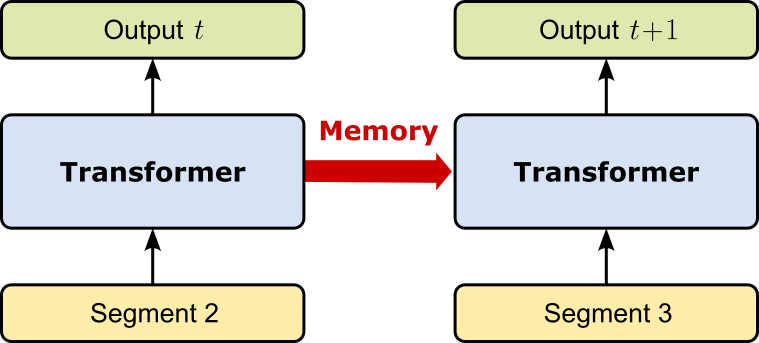 Output t
Output t+1
Memory
Transformer
Transformer
Segment 2
Segment 3